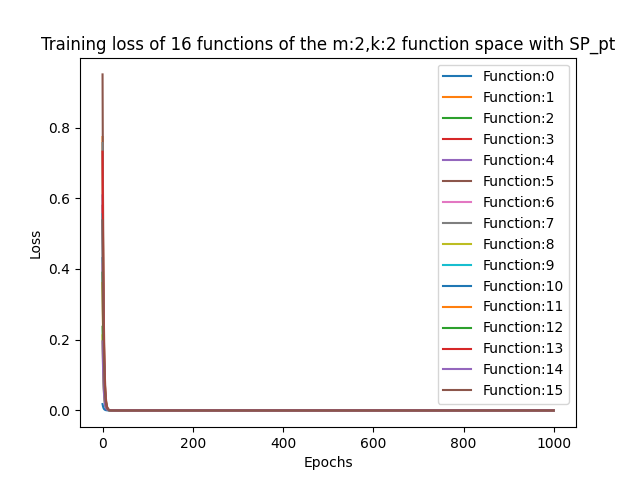 Training loss of 16 functions of the m:2,k:2 function space with SP_pt
Function:0
Function:1
Function:2
Function:3
Function:4
Function:5
Function:6
Function:7
Function:8
Function:9
Function:10
Function:11
Function:12
Function:13
Function:14
Function:15
Loss
0.8
0.6
0.4
0.2
0.0
0 200 400 600 800 1000
Epochs